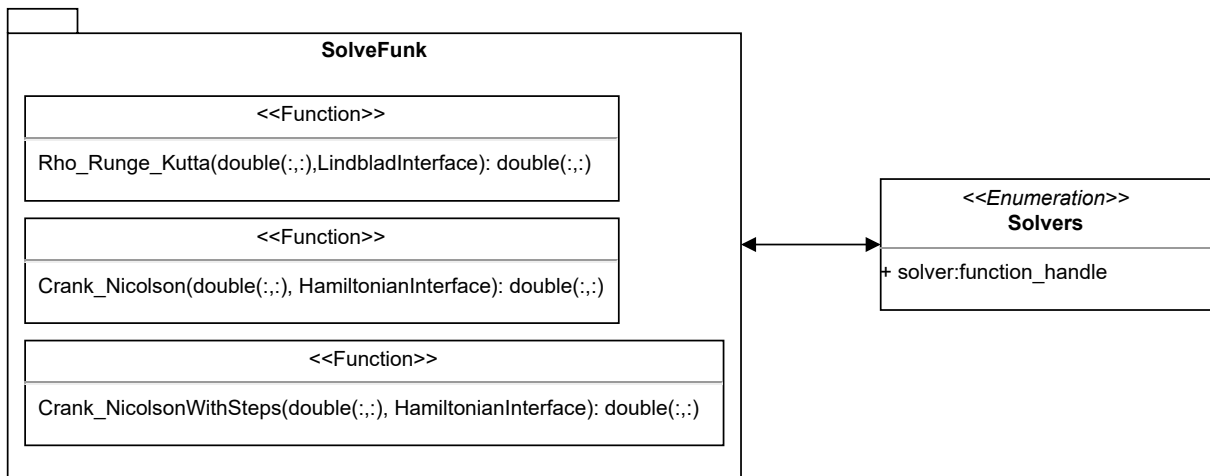 SolveFunk
<<Function>>
Rho_Runge_Kutta(double(:,:),LindbladInterface): double(:,:)
<<Function>>
Crank_Nicolson(double(:,:), HamiltonianInterface): double(:,:)
<<Function>>
Crank_NicolsonWithSteps(double(:,:), HamiltonianInterface): double(:,:)
<<Enumeration>>
Solvers
+ solver:function_handle